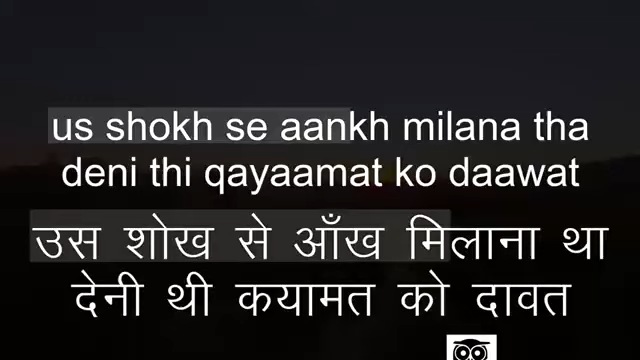 us shokh se aankh milana tha
deni thi qayaamat ko daawat
उस शोख से आँख मिलाना था
देनी थी कयामत को दावत